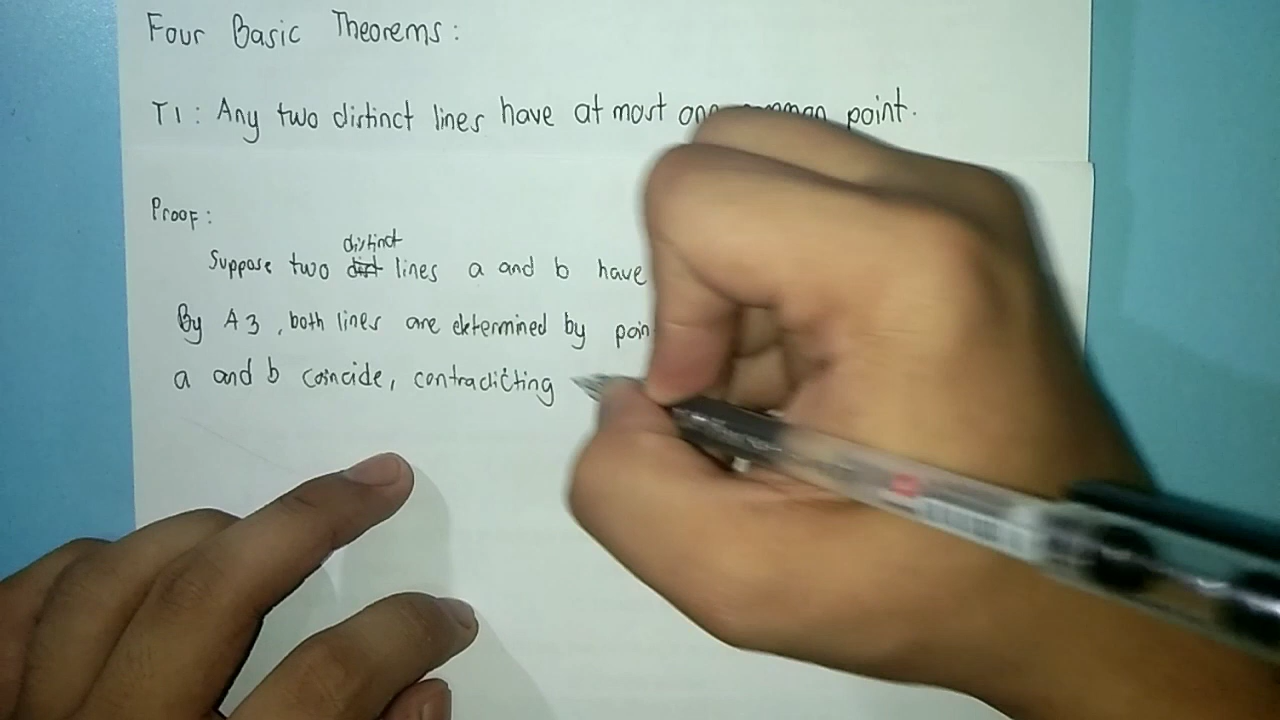 Four Basic Theorems:
T1: Any two distinct lines have at most common point.
Proof:
distinct
Suppose two lines a and b have
By A3, both lines are determined by
a and b coincide, contradicting